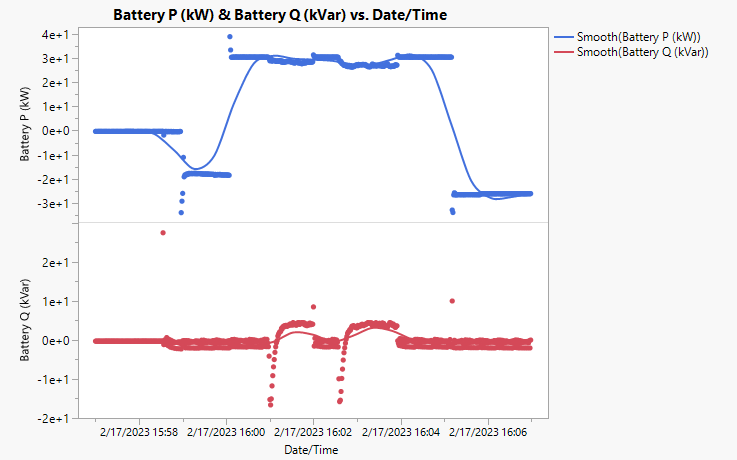 Battery P (kW) & Battery Q (kVar) vs. Date/Time
Battery P (kW)
4e+1
3e+1
2e+1
1e+1
0e+0
-1e+1
-2e+1
-3e+1
Smooth(Battery P (kW))
Smooth(Battery Q (kVar))
Battery Q (kVar)
2e+1
1e+1
0e+0
-1e+1
-2e+1
2/17/2023 15:58
2/17/2023 16:00
2/17/2023 16:02
2/17/2023 16:04
2/17/2023 16:06
Date/Time